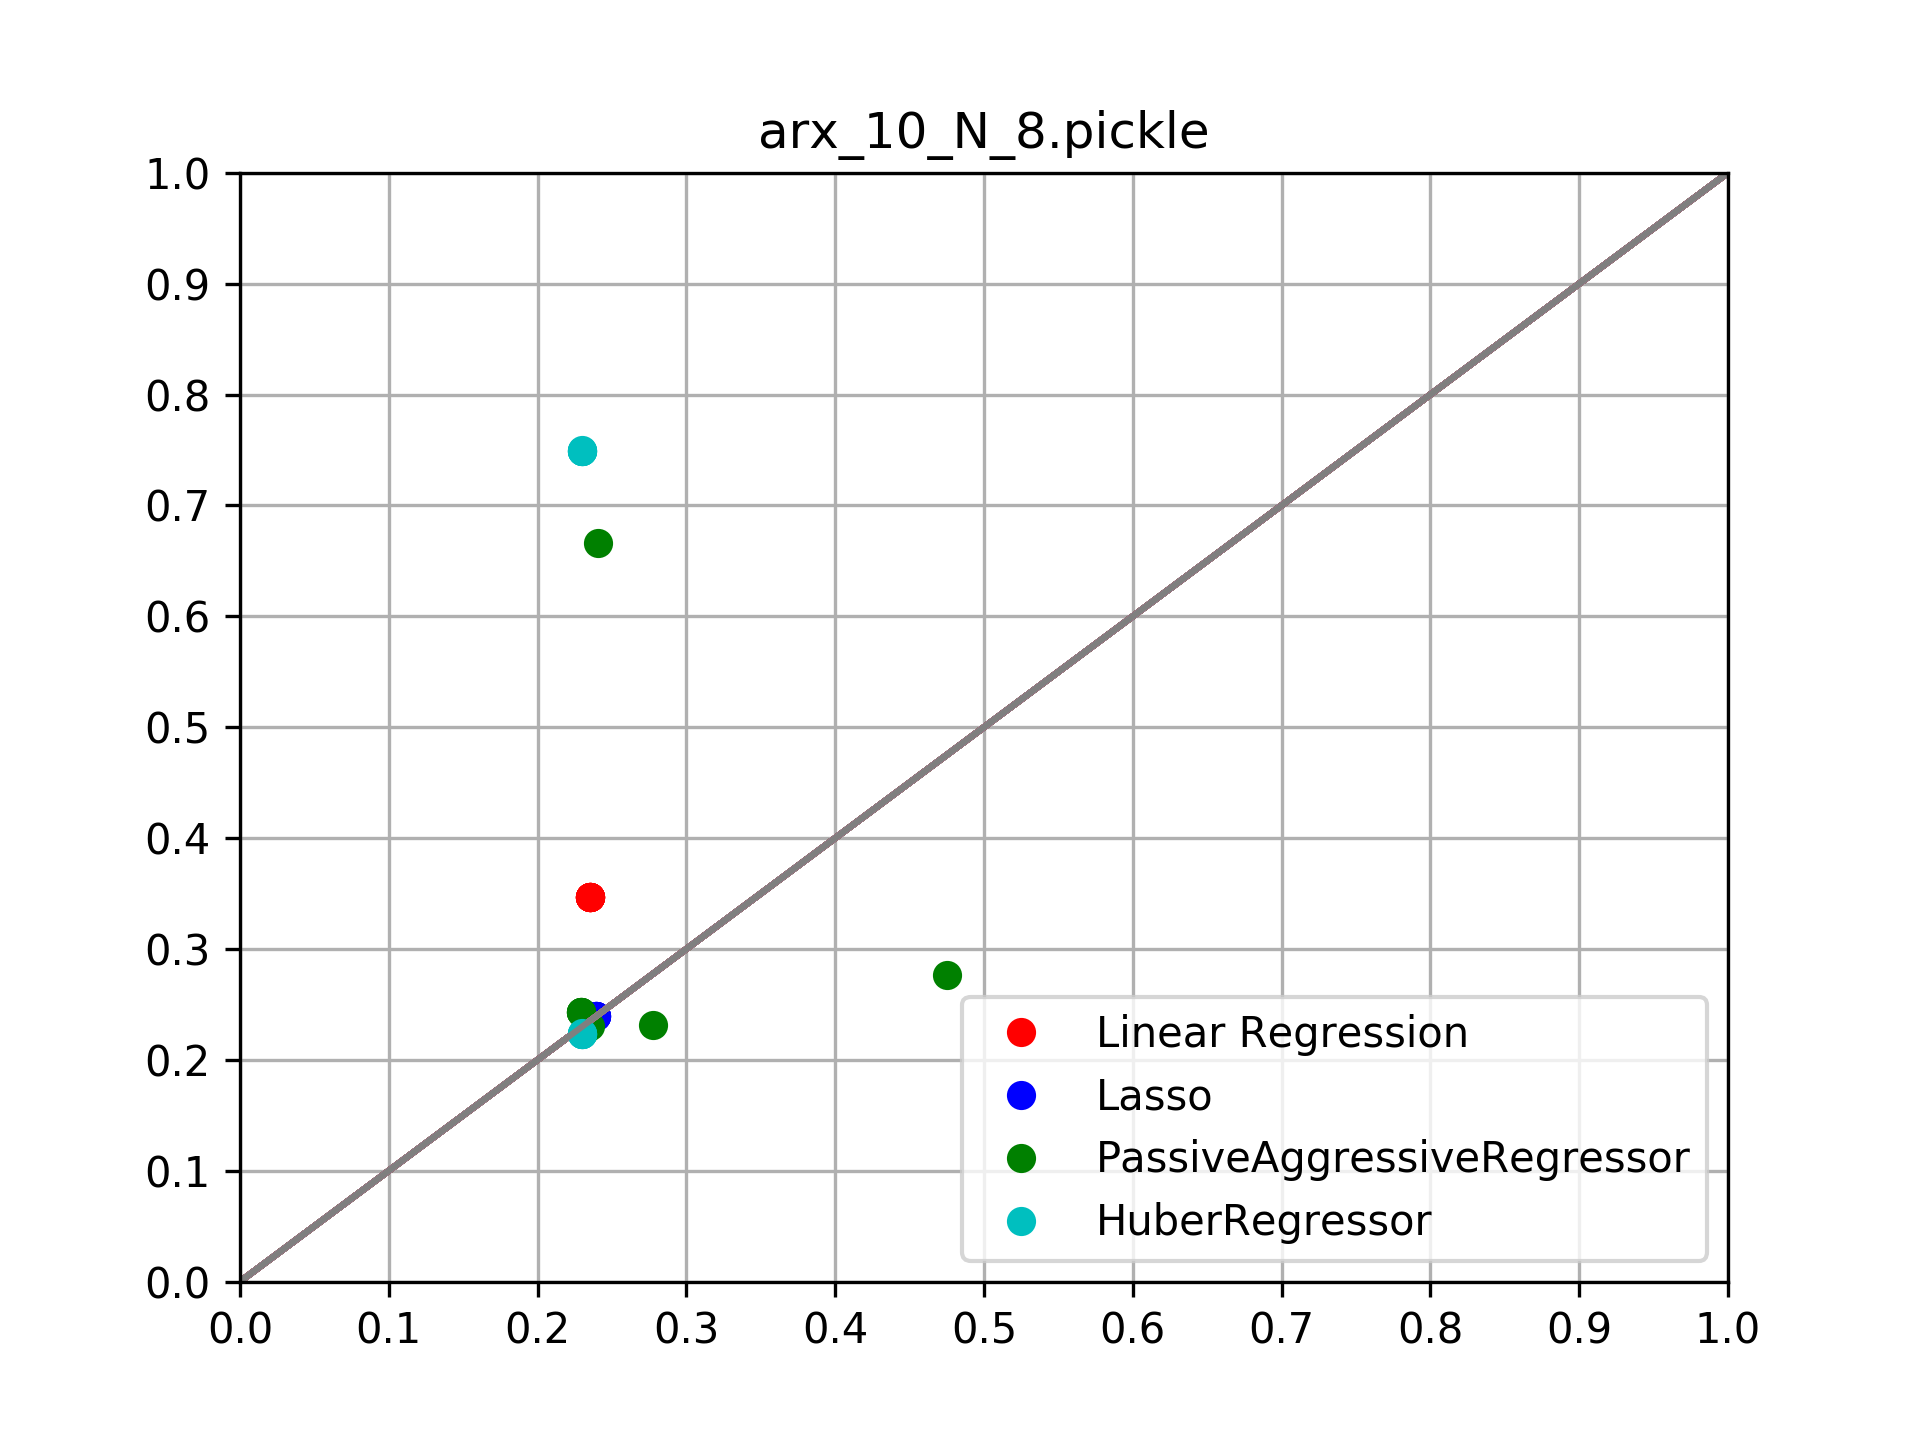 arx_10_N_8.pickle
1.0
0.9
0.8
0.7
0.6
0.5
0.4
0.3
0.2
0.1
0.0
Linear Regression
Lasso
PassiveAggressiveRegressor
HuberRegressor
0.0 0.1 0.2 0.3 0.4 0.5 0.6 0.7 0.8 0.9 1.0